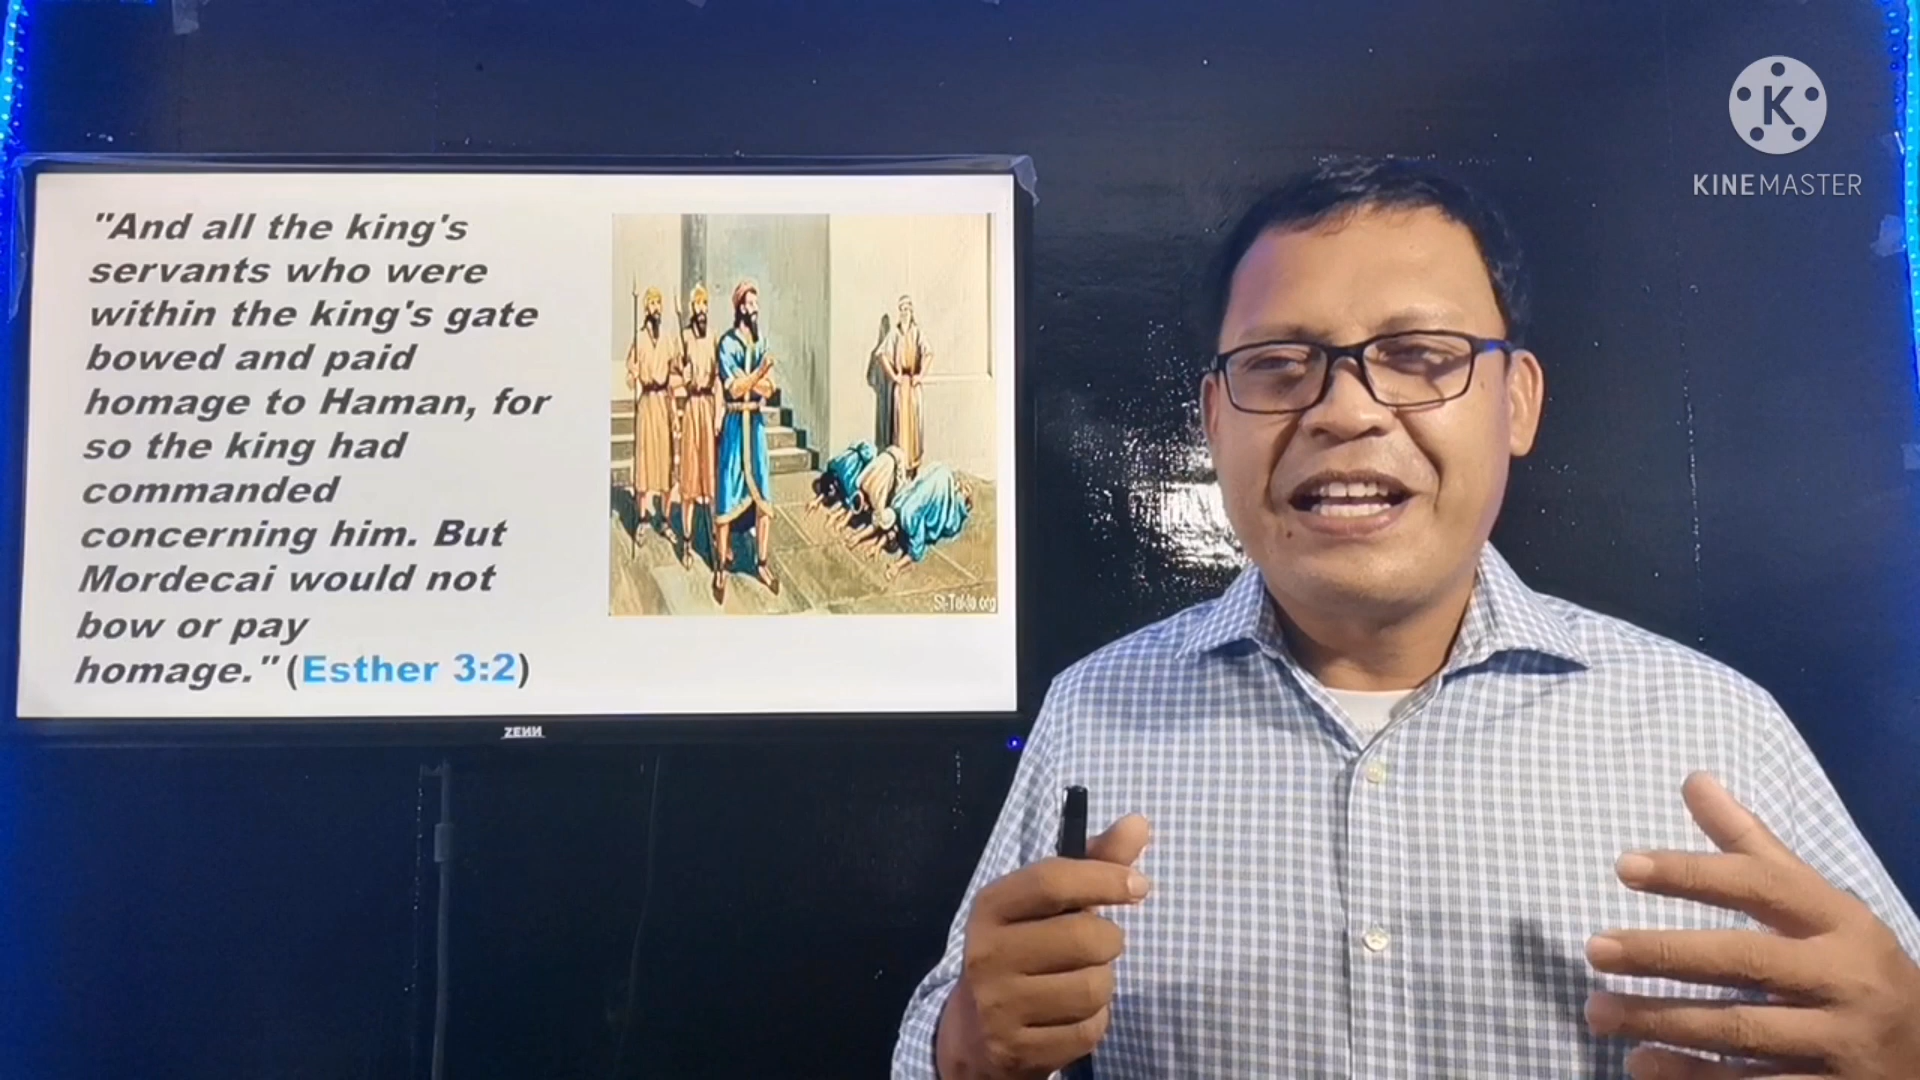 "And all the king's
servants who were
within the king's gate
bowed and paid
homage to Haman, for
so the king had
commanded
concerning him. But
Mordecai would not
bow or pay
homage." (Esther 3:2)
St-Takla.org
ZENN
K
KINEMASTER